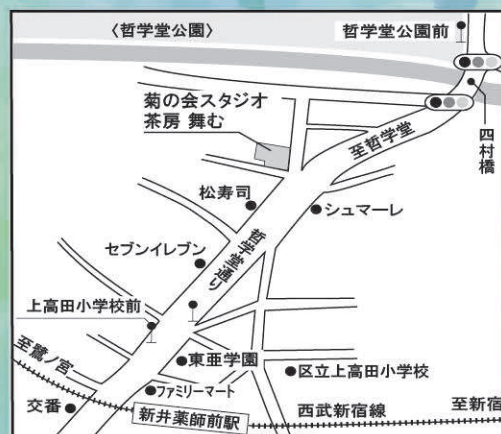 〈哲学堂公園〉
哲学堂公園前
菊の会スタジオ
茶房 舞む
至哲学堂
四村橋
松寿司
シュマーレ
哲学堂通り
セブンイレブン
上高田小学校前
至鷺ノ宮
東亜学園
区立上高田小学校
ファミリーマート
交番
新井薬師前駅
西武新宿線
至新宿